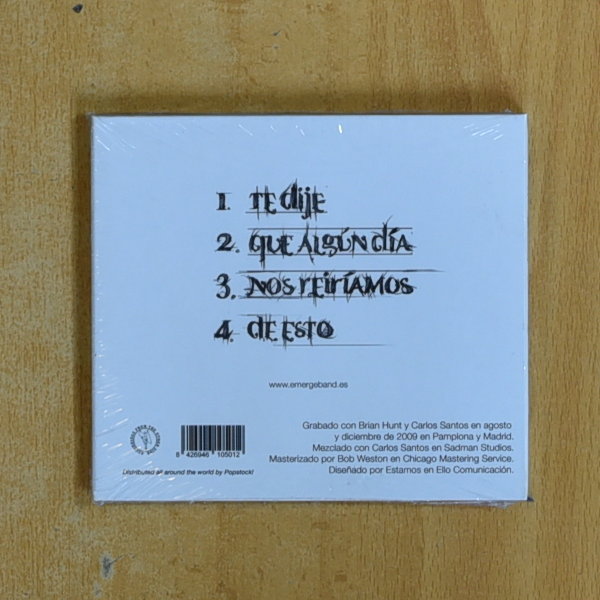 1. TE dije
2. QUE ALGÚN DÍA
3. NOS reiríamos
4. de ESTO
www.emergeband.es
Grabado con Brian Hunt y Carlos Santos en agosto
y diciembre de 2009 en Pamplona y Madrid.
Mezclado con Carlos Santos en Sadman Studios.
Masterizado por Bob Weston en Chicago Mastering Service.
Diseñado por Estamos en Ello Comunicación.
8 426946 105012
Distributed all around the world by Popstock!